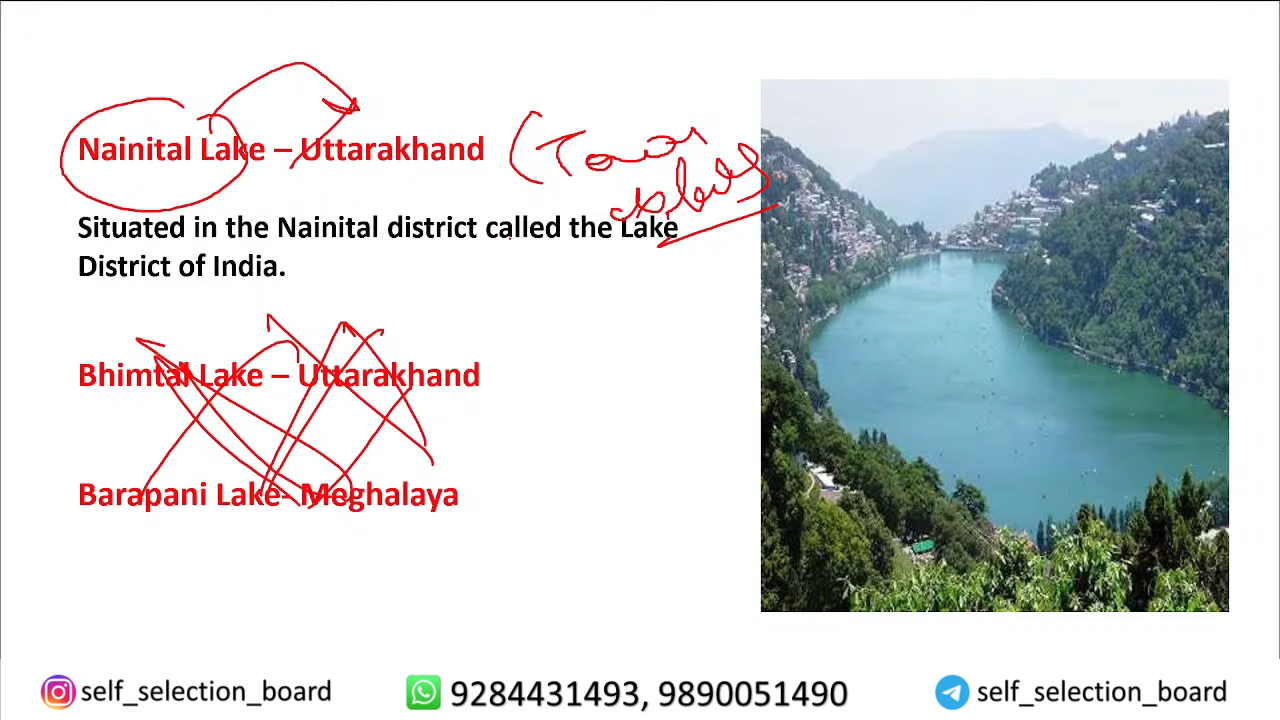 Nainital Lake – Uttarakhand
Situated in the Nainital district called the Lake
District of India.
Bhimtal Lake – Uttarakhand
Barapani Lake- Meghalaya
self_selection_board 9284431493, 9890051490 self_selection_board